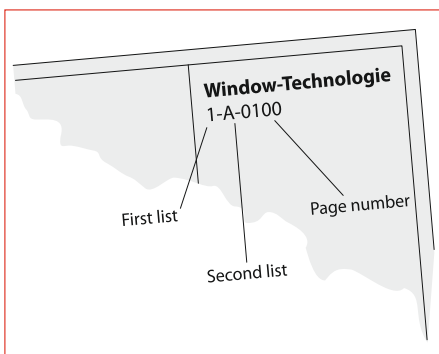 Window-Technologie
1-A-0100
First list
Page number
Second list